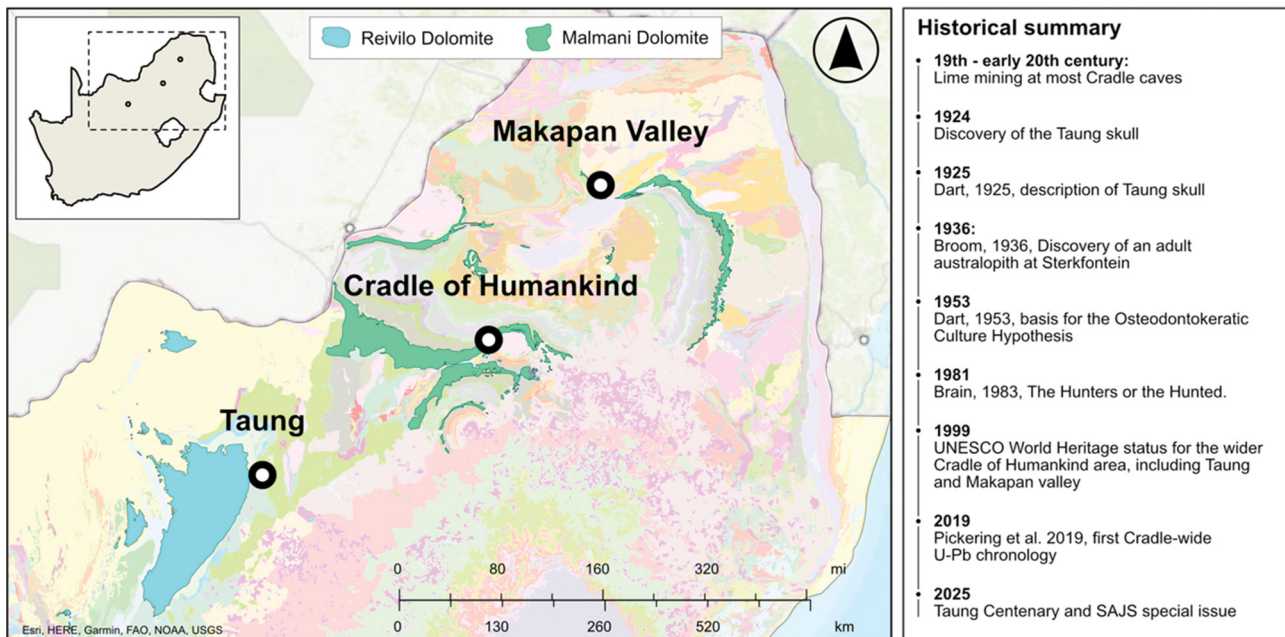 Reivilo Dolomite
Malmani Dolomite
Makapan Valley
Cradle of Humankind
Taung
0 80 160 320 mi
0 130 260 520 km
Esri, HERE, Garmin, FAO, NOAA, USGS
Historical summary
19th - early 20th century:
Lime mining at most Cradle caves
1924
Discovery of the Taung skull
1925
Dart, 1925, description of Taung skull
1936:
Broom, 1936, Discovery of an adult
australopith at Sterkfontein
1953
Dart, 1953, basis for the Osteodontokeratic
Culture Hypothesis
1981
Brain, 1983, The Hunters or the Hunted.
1999
UNESCO World Heritage status for the wider
Cradle of Humankind area, including Taung
and Makapan valley
2019
Pickering et al. 2019, first Cradle-wide
U-Pb chronology
2025
Taung Centenary and SAJS special issue